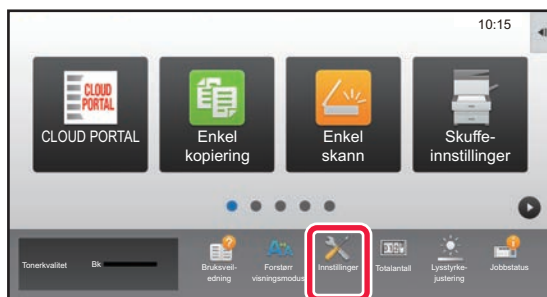 10:15
CLOUD
PORTAL
CLOUD PORTAL
Enkel
kopiering
Enkel
skann
Skuffe-
innstillinger
Tonerkvalitet
Bk
Bruksveil-
edning
Forstørr
visningsmodus
Innstillinger
Totalantall
Lysstyrke-
justering
Jobbstatus